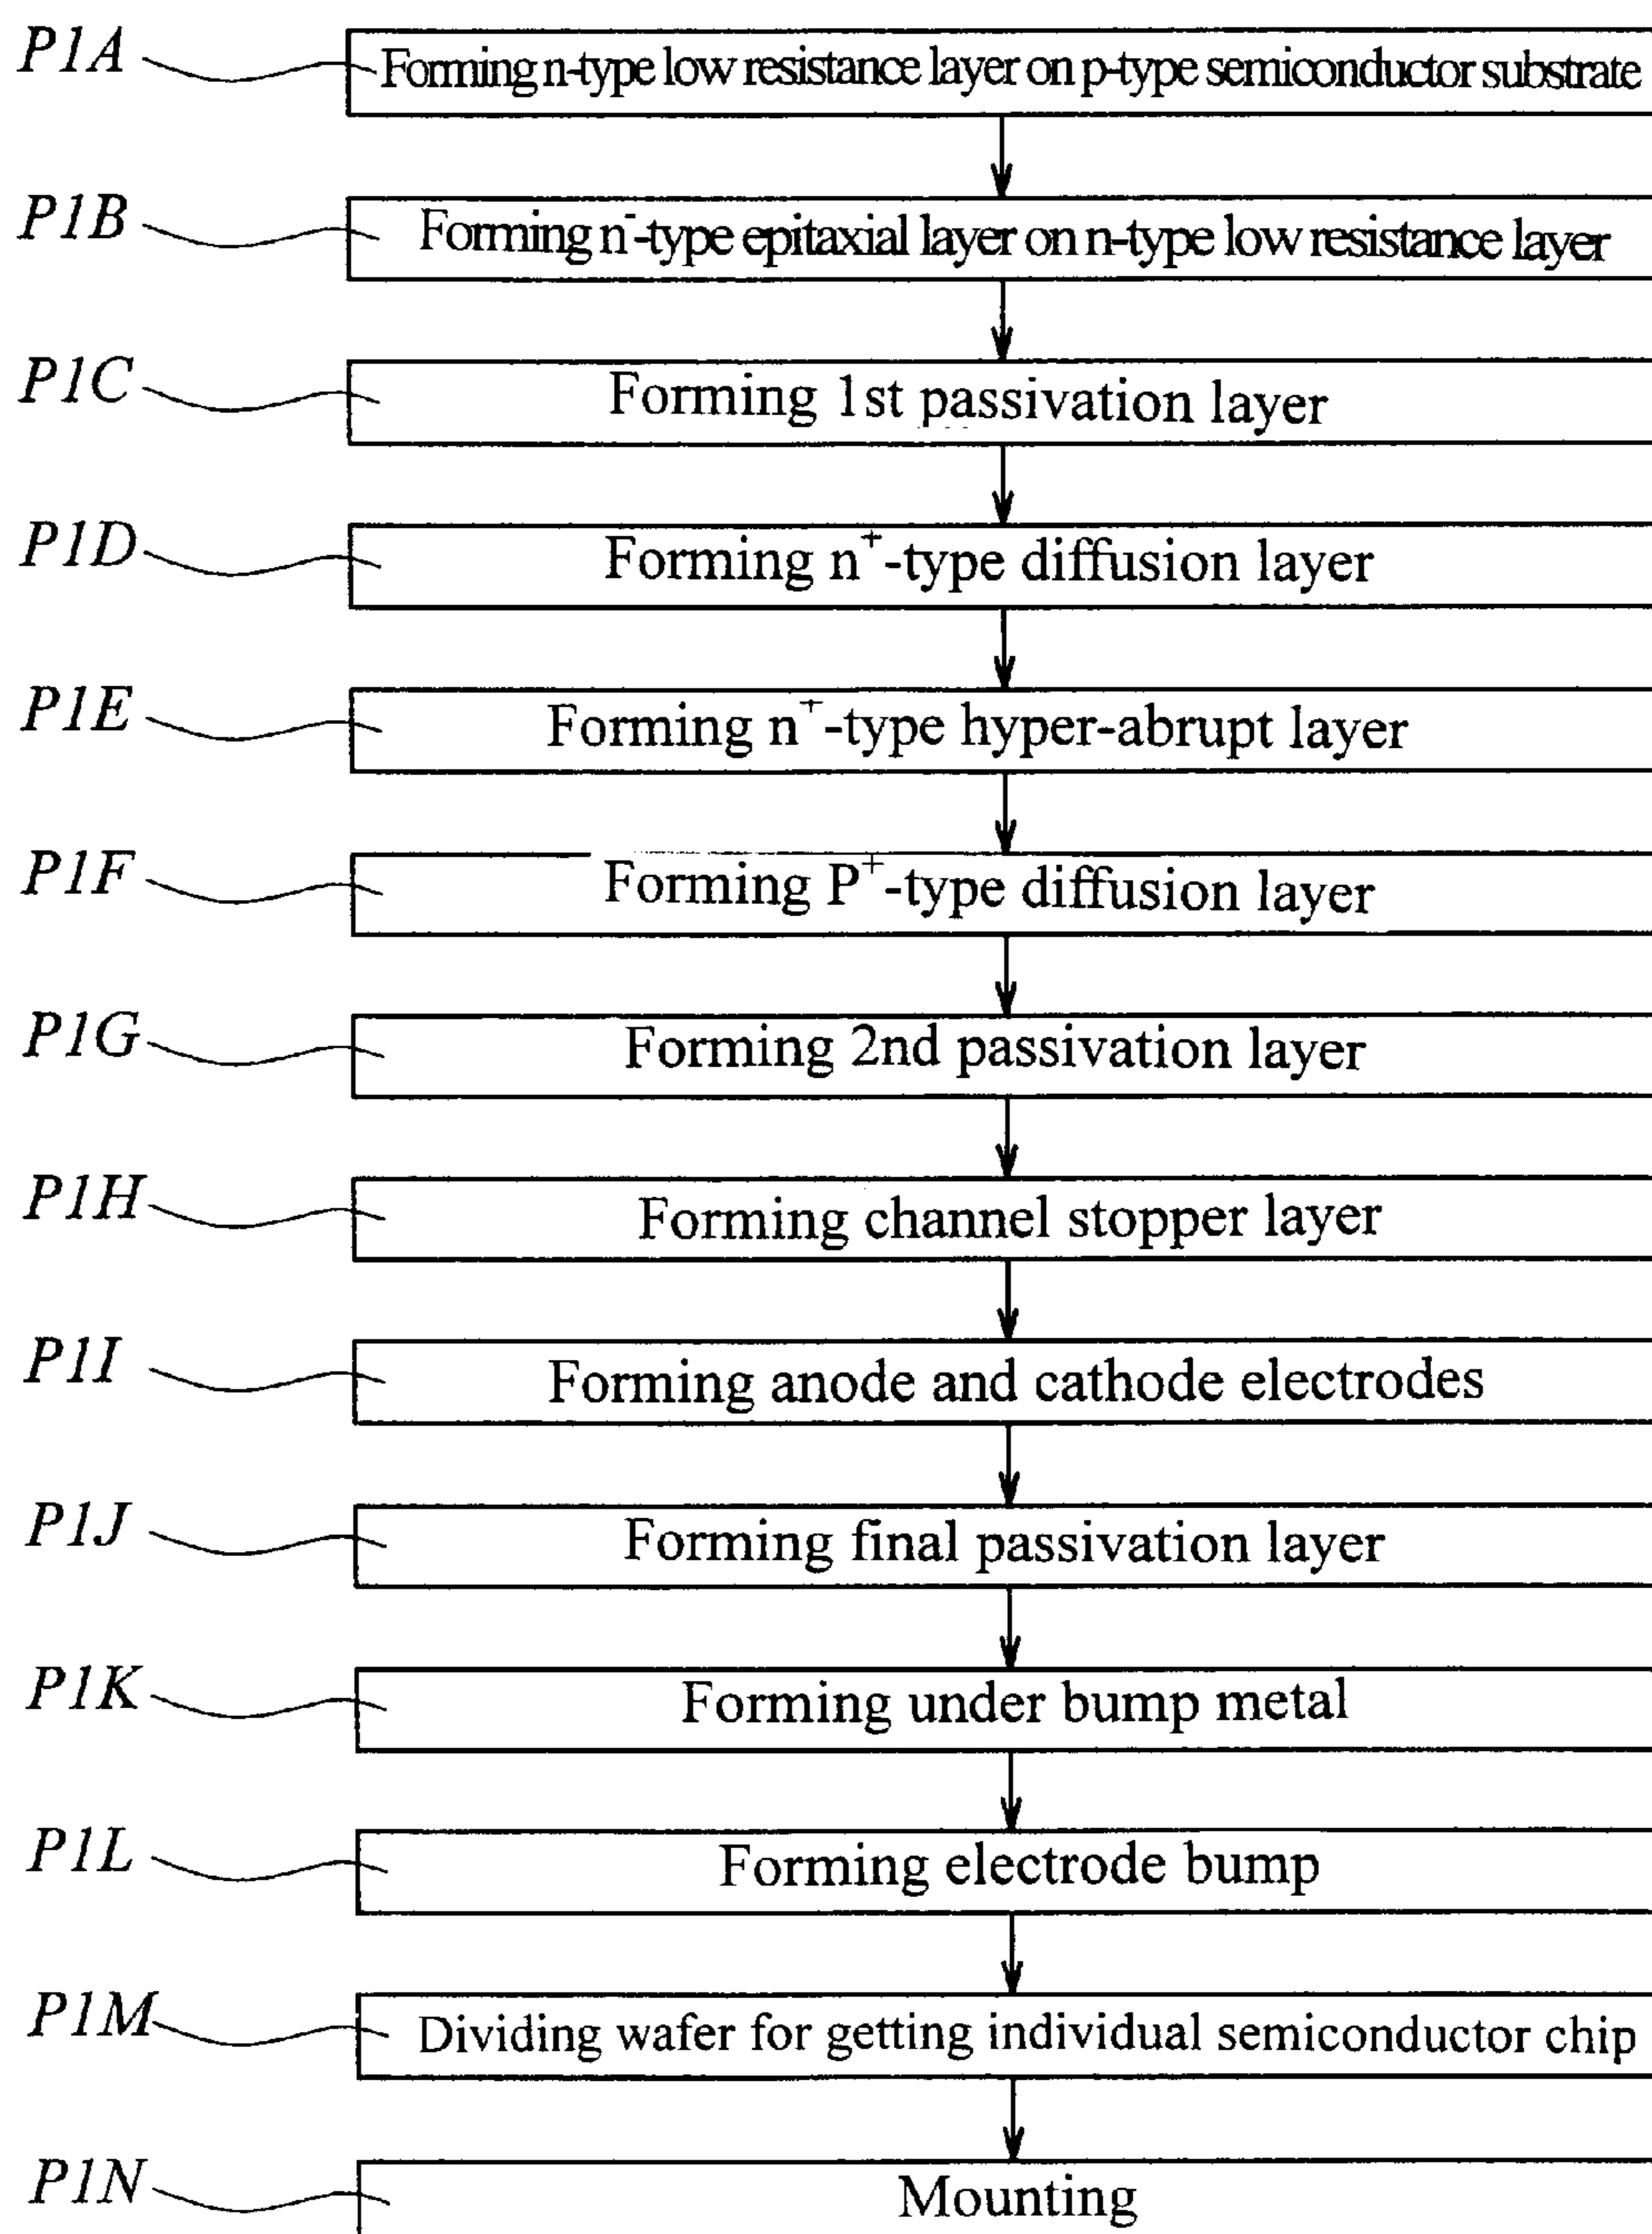 P1A Forming n-type low resistance layer on p-type semiconductor substrate
P1B Forming n⁻-type epitaxial layer on n-type low resistance layer
P1C Forming 1st passivation layer
P1D Forming n⁺-type diffusion layer
P1E Forming n⁺-type hyper-abrupt layer
P1F Forming P⁺-type diffusion layer
P1G Forming 2nd passivation layer
P1H Forming channel stopper layer
P1I Forming anode and cathode electrodes
P1J Forming final passivation layer
P1K Forming under bump metal
P1L Forming electrode bump
P1M Dividing wafer for getting individual semiconductor chip
P1N Mounting